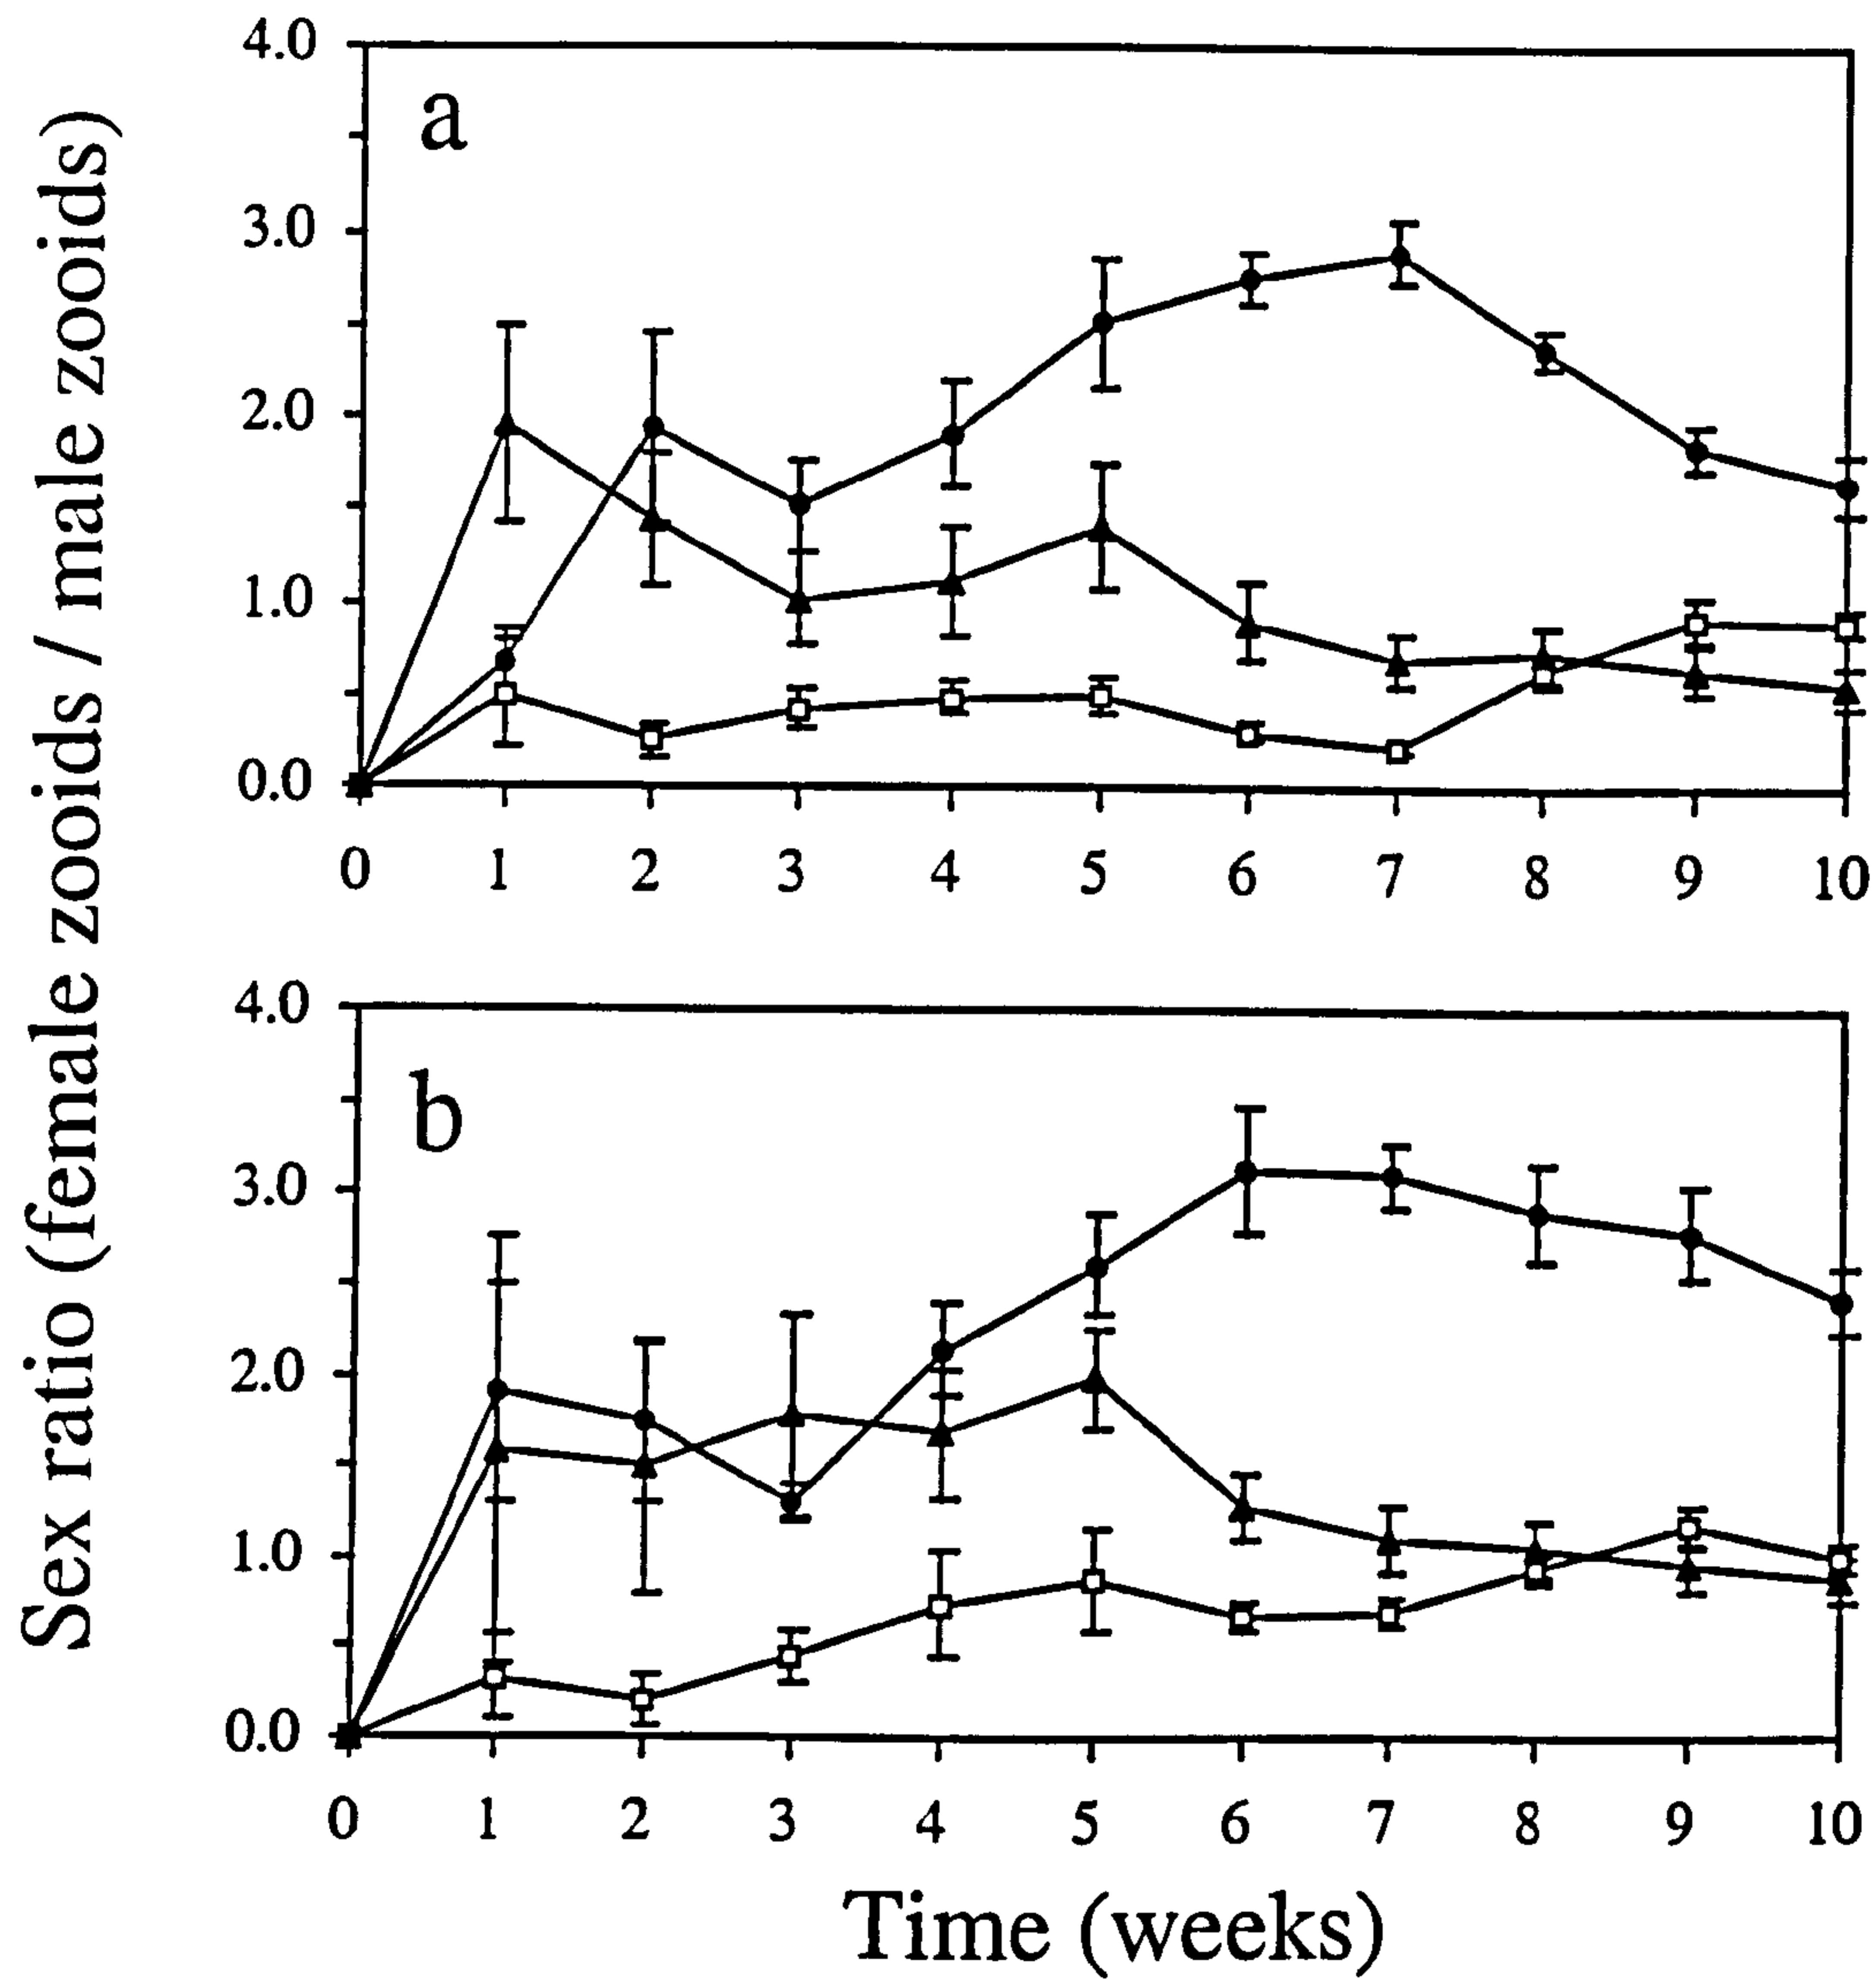 Sex ratio (female zooids / male zooids)
a
4.0
3.0
2.0
1.0
0.0
0 1 2 3 4 5 6 7 8 9 10
b
4.0
3.0
2.0
1.0
0.0
0 1 2 3 4 5 6 7 8 9 10
Time (weeks)